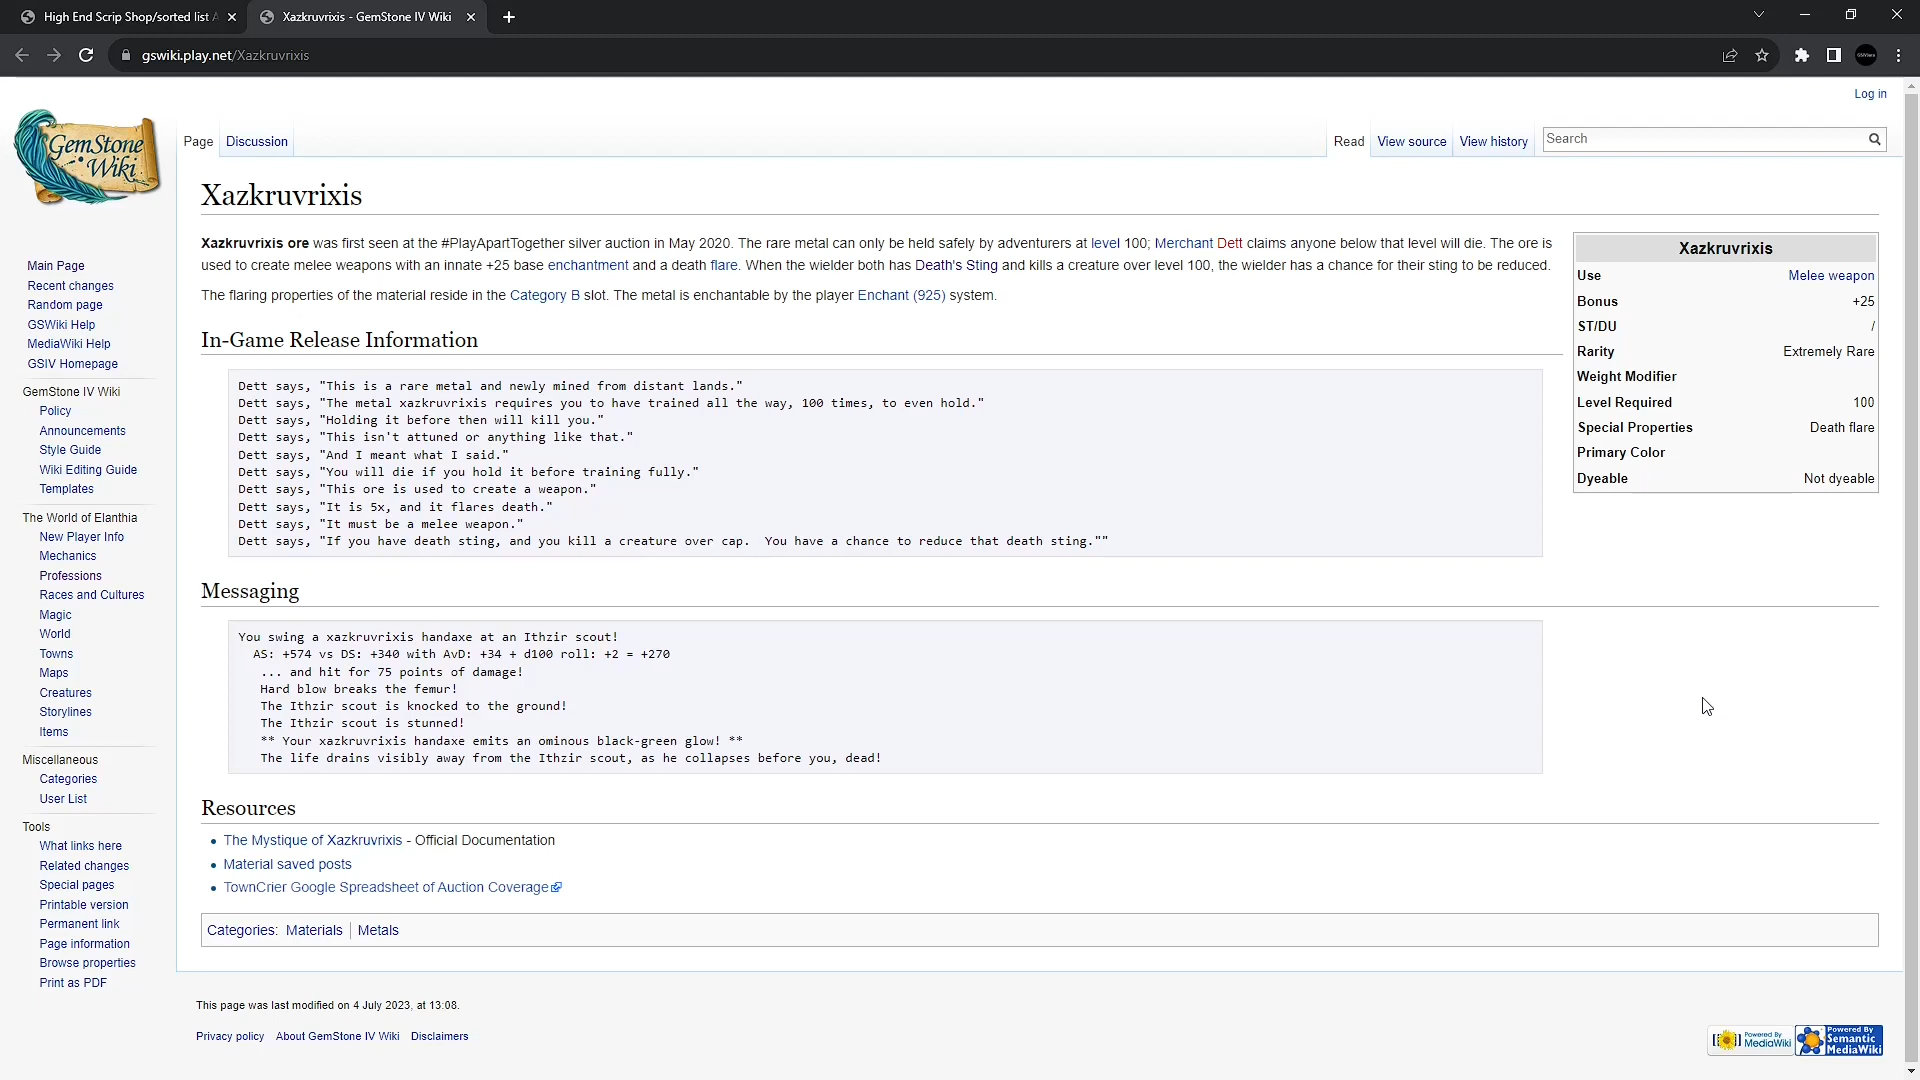 High End Scrip Shop/sorted list A
Xazkruvrixis - GemStone IV Wiki
gswiki.play.net/Xazkruvrixis
Log in
GemStone Wiki
Page
Discussion
Read
View source
View history
Search
Xazkruvrixis
Xazkruvrixis ore was first seen at the #PlayApartTogether silver auction in May 2020. The rare metal can only be held safely by adventurers at level 100; Merchant Dett claims anyone below that level will die. The ore is
used to create melee weapons with an innate +25 base enchantment and a death flare. When the wielder both has Death's Sting and kills a creature over level 100, the wielder has a chance for their sting to be reduced.
The flaring properties of the material reside in the Category B slot. The metal is enchantable by the player Enchant (925) system.
Xazkruvrixis
Use Melee weapon
Bonus +25
ST/DU /
Rarity Extremely Rare
Weight Modifier
Level Required 100
Special Properties Death flare
Primary Color
Dyeable Not dyeable
In-Game Release Information
Dett says, "This is a rare metal and newly mined from distant lands."
Dett says, "The metal xazkruvrixis requires you to have trained all the way, 100 times, to even hold."
Dett says, "Holding it before then will kill you."
Dett says, "This isn't attuned or anything like that."
Dett says, "And I meant what I said."
Dett says, "You will die if you hold it before training fully."
Dett says, "This ore is used to create a weapon."
Dett says, "It is 5x, and it flares death."
Dett says, "It must be a melee weapon."
Dett says, "If you have death sting, and you kill a creature over cap.  You have a chance to reduce that death sting.""
Messaging
You swing a xazkruvrixis handaxe at an Ithzir scout!
AS: +574 vs DS: +340 with AvD: +34 + d100 roll: +2 = +270
... and hit for 75 points of damage!
Hard blow breaks the femur!
The Ithzir scout is knocked to the ground!
The Ithzir scout is stunned!
** Your xazkruvrixis handaxe emits an ominous black-green glow! **
The life drains visibly away from the Ithzir scout, as he collapses before you, dead!
Resources
The Mystique of Xazkruvrixis - Official Documentation
Material saved posts
TownCrier Google Spreadsheet of Auction Coverage
Categories: Materials | Metals
Main Page
Recent changes
Random page
GSWiki Help
MediaWiki Help
GSIV Homepage
GemStone IV Wiki
Policy
Announcements
Style Guide
Wiki Editing Guide
Templates
The World of Elanthia
New Player Info
Mechanics
Professions
Races and Cultures
Magic
World
Towns
Maps
Creatures
Storylines
Items
Miscellaneous
Categories
User List
Tools
What links here
Related changes
Special pages
Printable version
Permanent link
Page information
Browse properties
Print as PDF
This page was last modified on 4 July 2023, at 13:08.
Privacy policy
About GemStone IV Wiki
Disclaimers
Powered By MediaWiki
Powered By Semantic MediaWiki